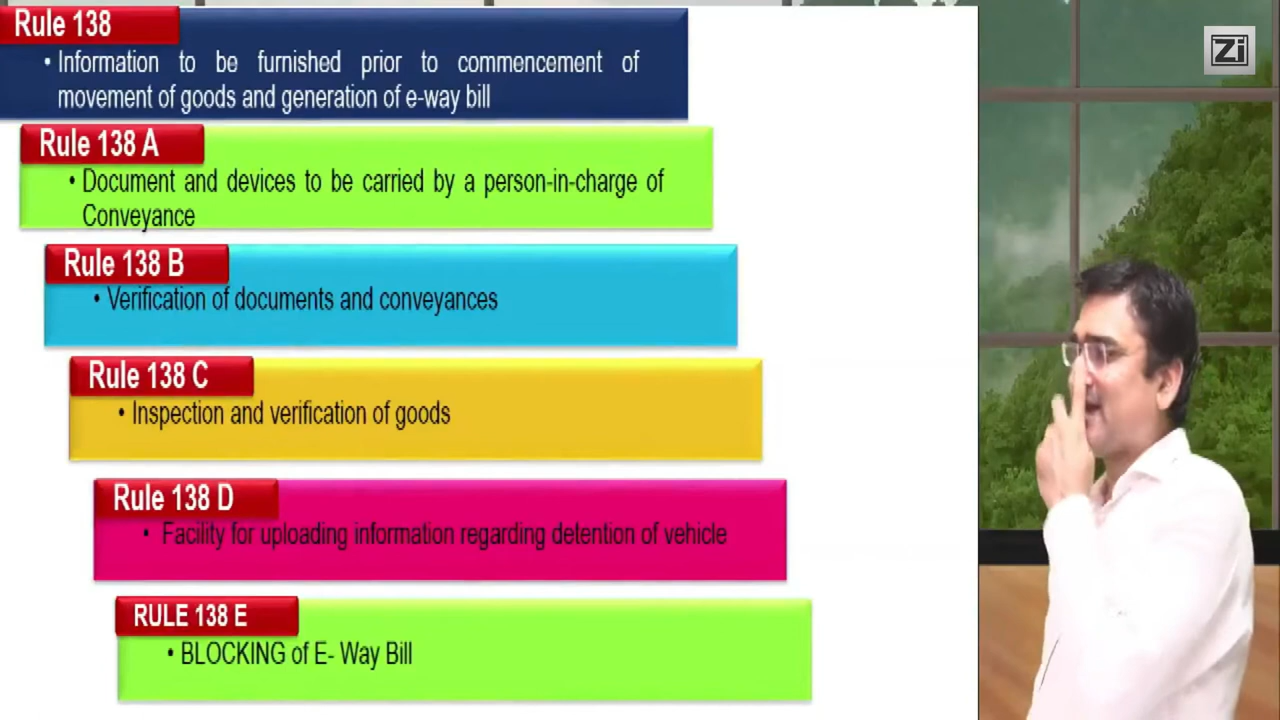 Rule 138
• Information to be furnished prior to commencement of
movement of goods and generation of e-way bill
Rule 138 A
• Document and devices to be carried by a person-in-charge of
Conveyance
Rule 138 B
• Verification of documents and conveyances
Rule 138 C
• Inspection and verification of goods
Rule 138 D
• Facility for uploading information regarding detention of vehicle
RULE 138 E
• BLOCKING of E- Way Bill
Zi